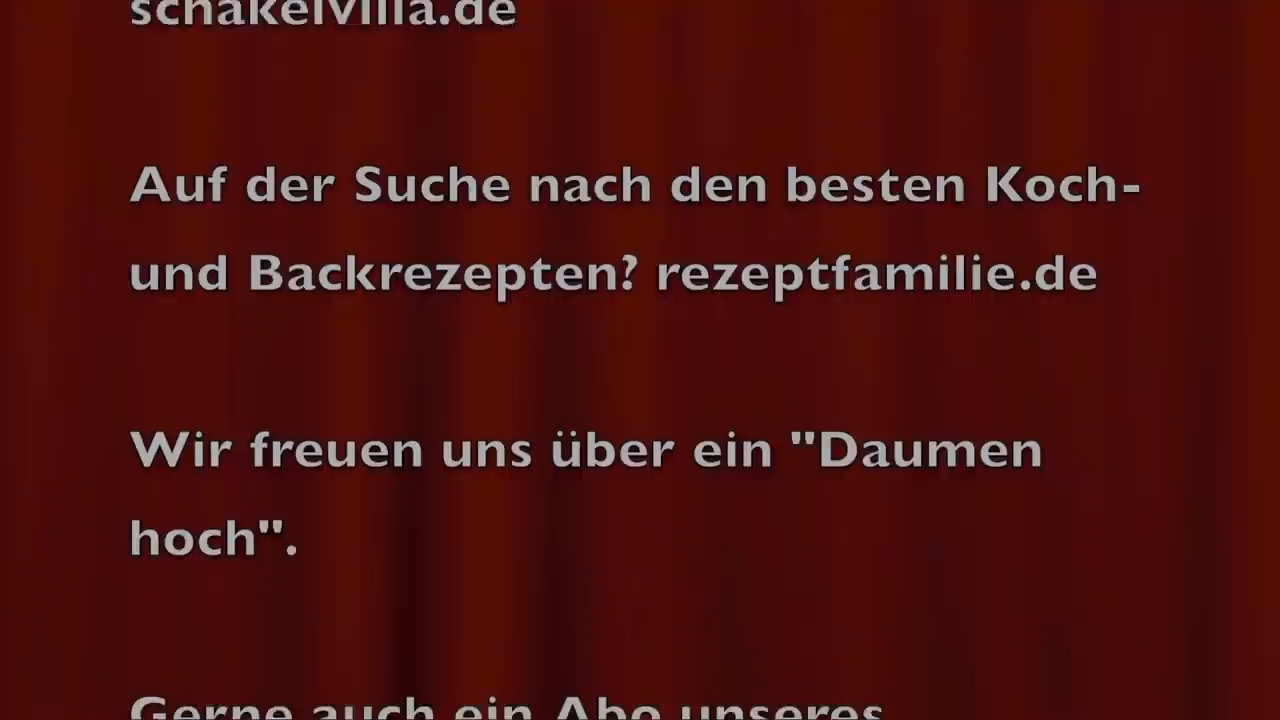 schakelvilla.de
Auf der Suche nach den besten Koch-
und Backrezepten? rezeptfamilie.de
Wir freuen uns über ein "Daumen
hoch".
Gerne auch ein Abo unseres